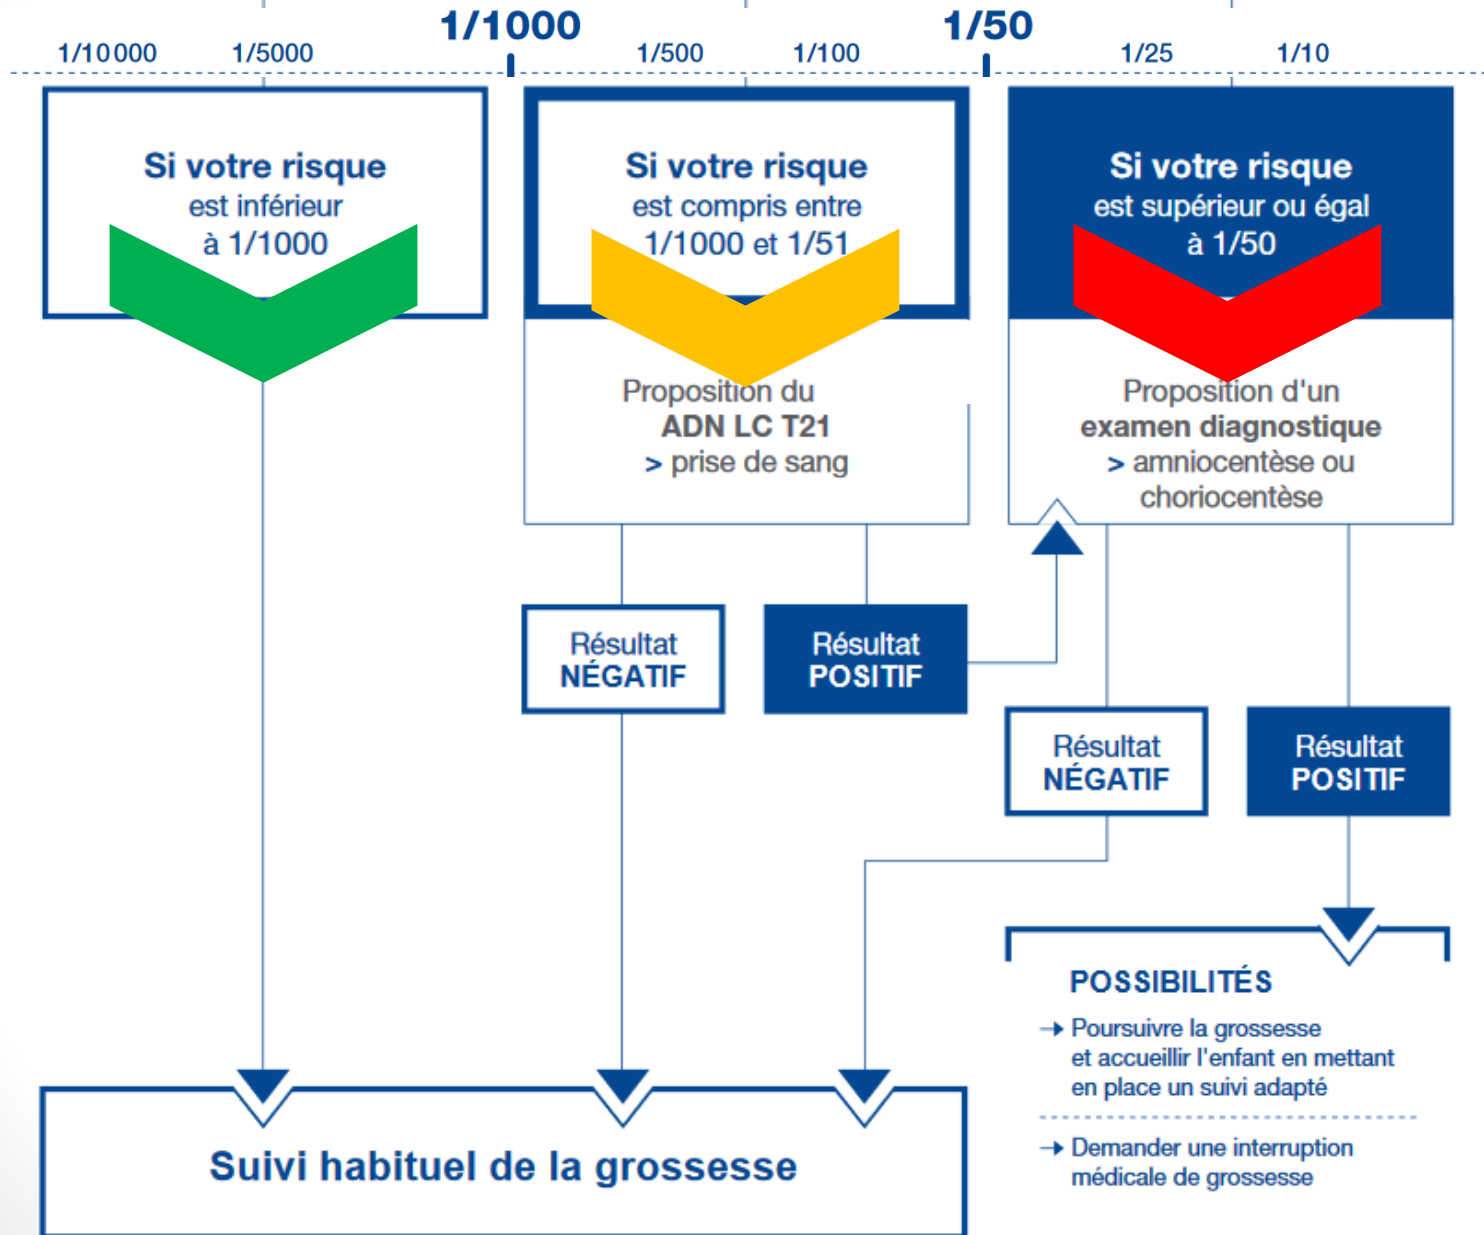 1/10 000
1/5000
1/1000
1/500
1/100
1/50
1/25
1/10
Si votre risque
est inférieur
à 1/1000
Si votre risque
est compris entre
1/1000 et 1/51
Proposition du
ADN LC T21
> prise de sang
Si votre risque
est supérieur ou égal
à 1/50
Proposition d'un
examen diagnostique
> amniocentèse ou
choriocentèse
Résultat
NÉGATIF
Résultat
POSITIF
Résultat
NÉGATIF
Résultat
POSITIF
POSSIBILITÉS
→ Poursuivre la grossesse
et accueillir l'enfant en mettant
en place un suivi adapté
→ Demander une interruption
médicale de grossesse
Suivi habituel de la grossesse